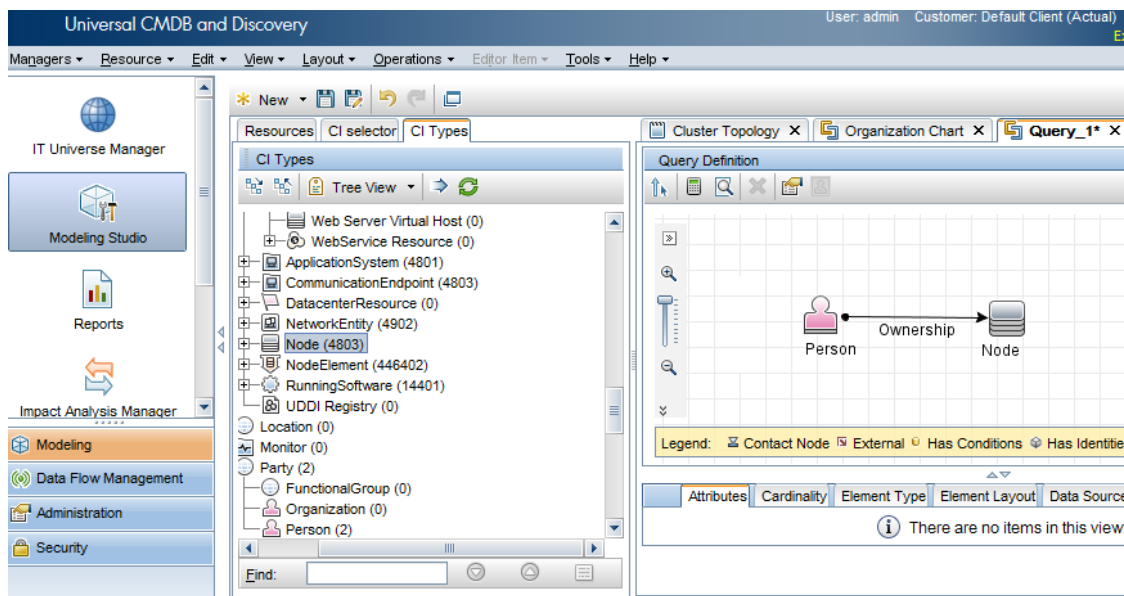 Universal CMDB and Discovery
User: admin Customer: Default Client (Actual)
Managers Resource Edit View Layout Operations Editor Item Tools Help
IT Universe Manager
Modeling Studio
Reports
Impact Analysis Manager
Modeling
Data Flow Management
Administration
Security
New
Resources CI selector CI Types
CI Types
Tree View
Web Server Virtual Host (0)
WebService Resource (0)
ApplicationSystem (4801)
CommunicationEndpoint (4803)
DatacenterResource (0)
NetworkEntity (4902)
Node (4803)
NodeElement (446402)
RunningSoftware (14401)
UDDI Registry (0)
Location (0)
Monitor (0)
Party (2)
FunctionalGroup (0)
Organization (0)
Person (2)
Find:
Cluster Topology X Organization Chart X Query_1* X
Query Definition
Ownership
Person Node
Legend: Contact Node External Has Conditions Has Identitie
Attributes Cardinality Element Type Element Layout Data Source
There are no items in this view